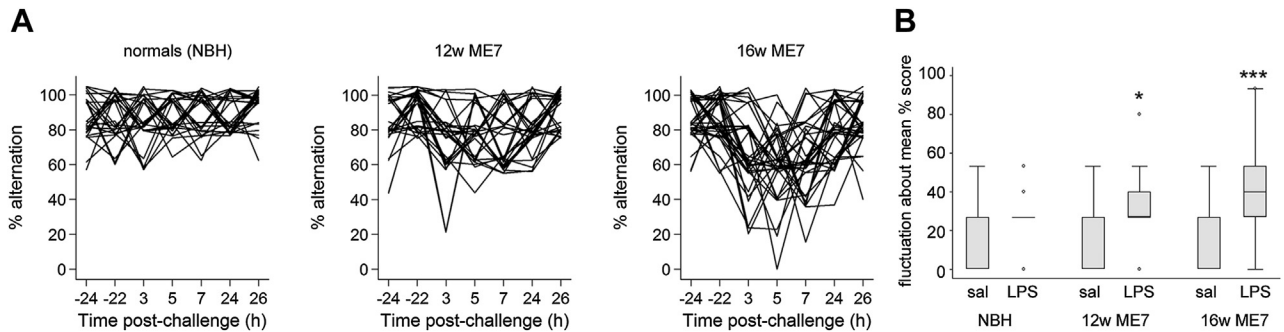 A
normals (NBH)
12w ME7
16w ME7
% alternation
100
80
60
40
20
0
-24 -22 3 5 7 24 26
Time post-challenge (h)
% alternation
100
80
60
40
20
0
-24 -22 3 5 7 24 26
Time post-challenge (h)
% alternation
100
80
60
40
20
0
-24 -22 3 5 7 24 26
Time post-challenge (h)
B
fluctuation about mean % score
100
80
60
40
20
0
*
***
sal LPS sal LPS sal LPS
NBH 12w ME7 16w ME7